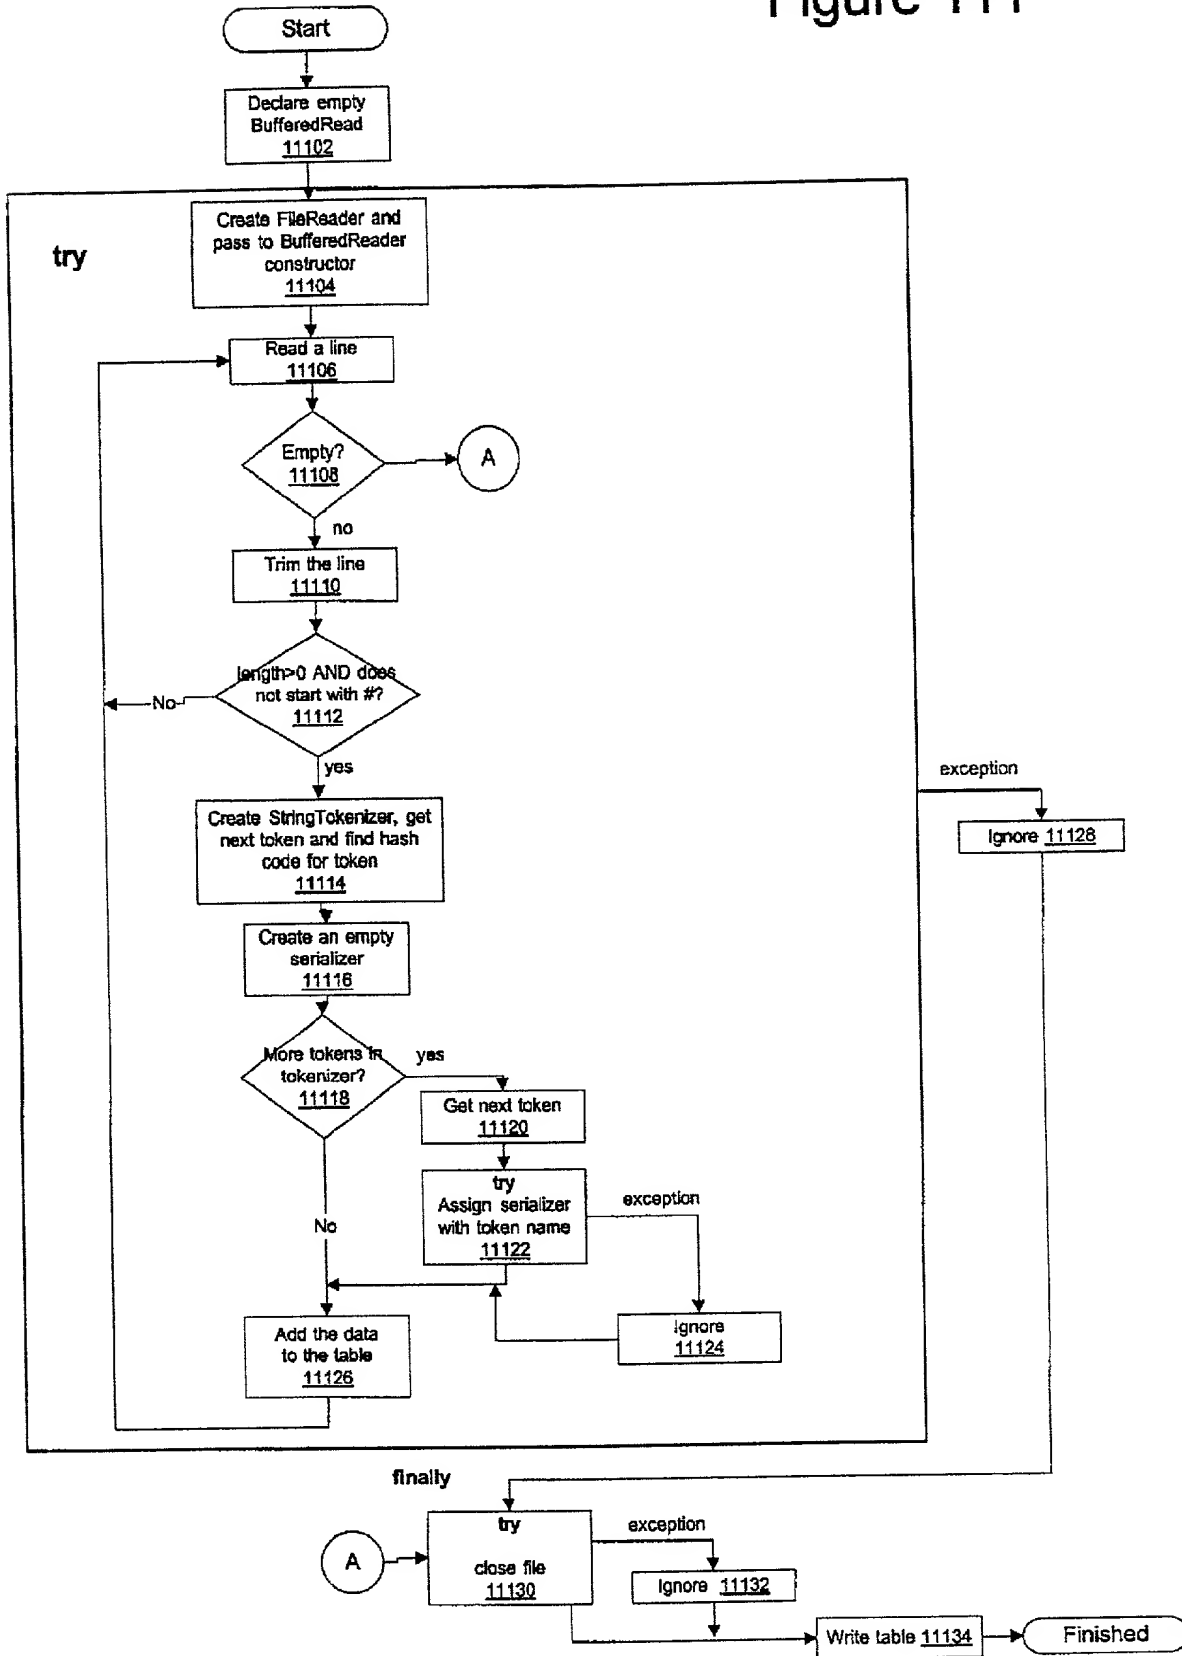 Figure 111
Start
Declare empty
BufferedRead
11102
try
Create FileReader and
pass to BufferedReader
constructor
11104
Read a line
11106
Empty?
11108
A
no
Trim the line
11110
length>0 AND does
not start with #?
11112
No
yes
exception
Ignore 11128
Create StringTokenizer, get
next token and find hash
code for token
11114
Create an empty
serializer
11116
More tokens in
tokenizer?
11118
yes
Get next token
11120
try
Assign serializer
with token name
11122
exception
No
Ignore
11124
Add the data
to the table
11126
finally
try
close file
11130
exception
A
Ignore 11132
Write table 11134
Finished